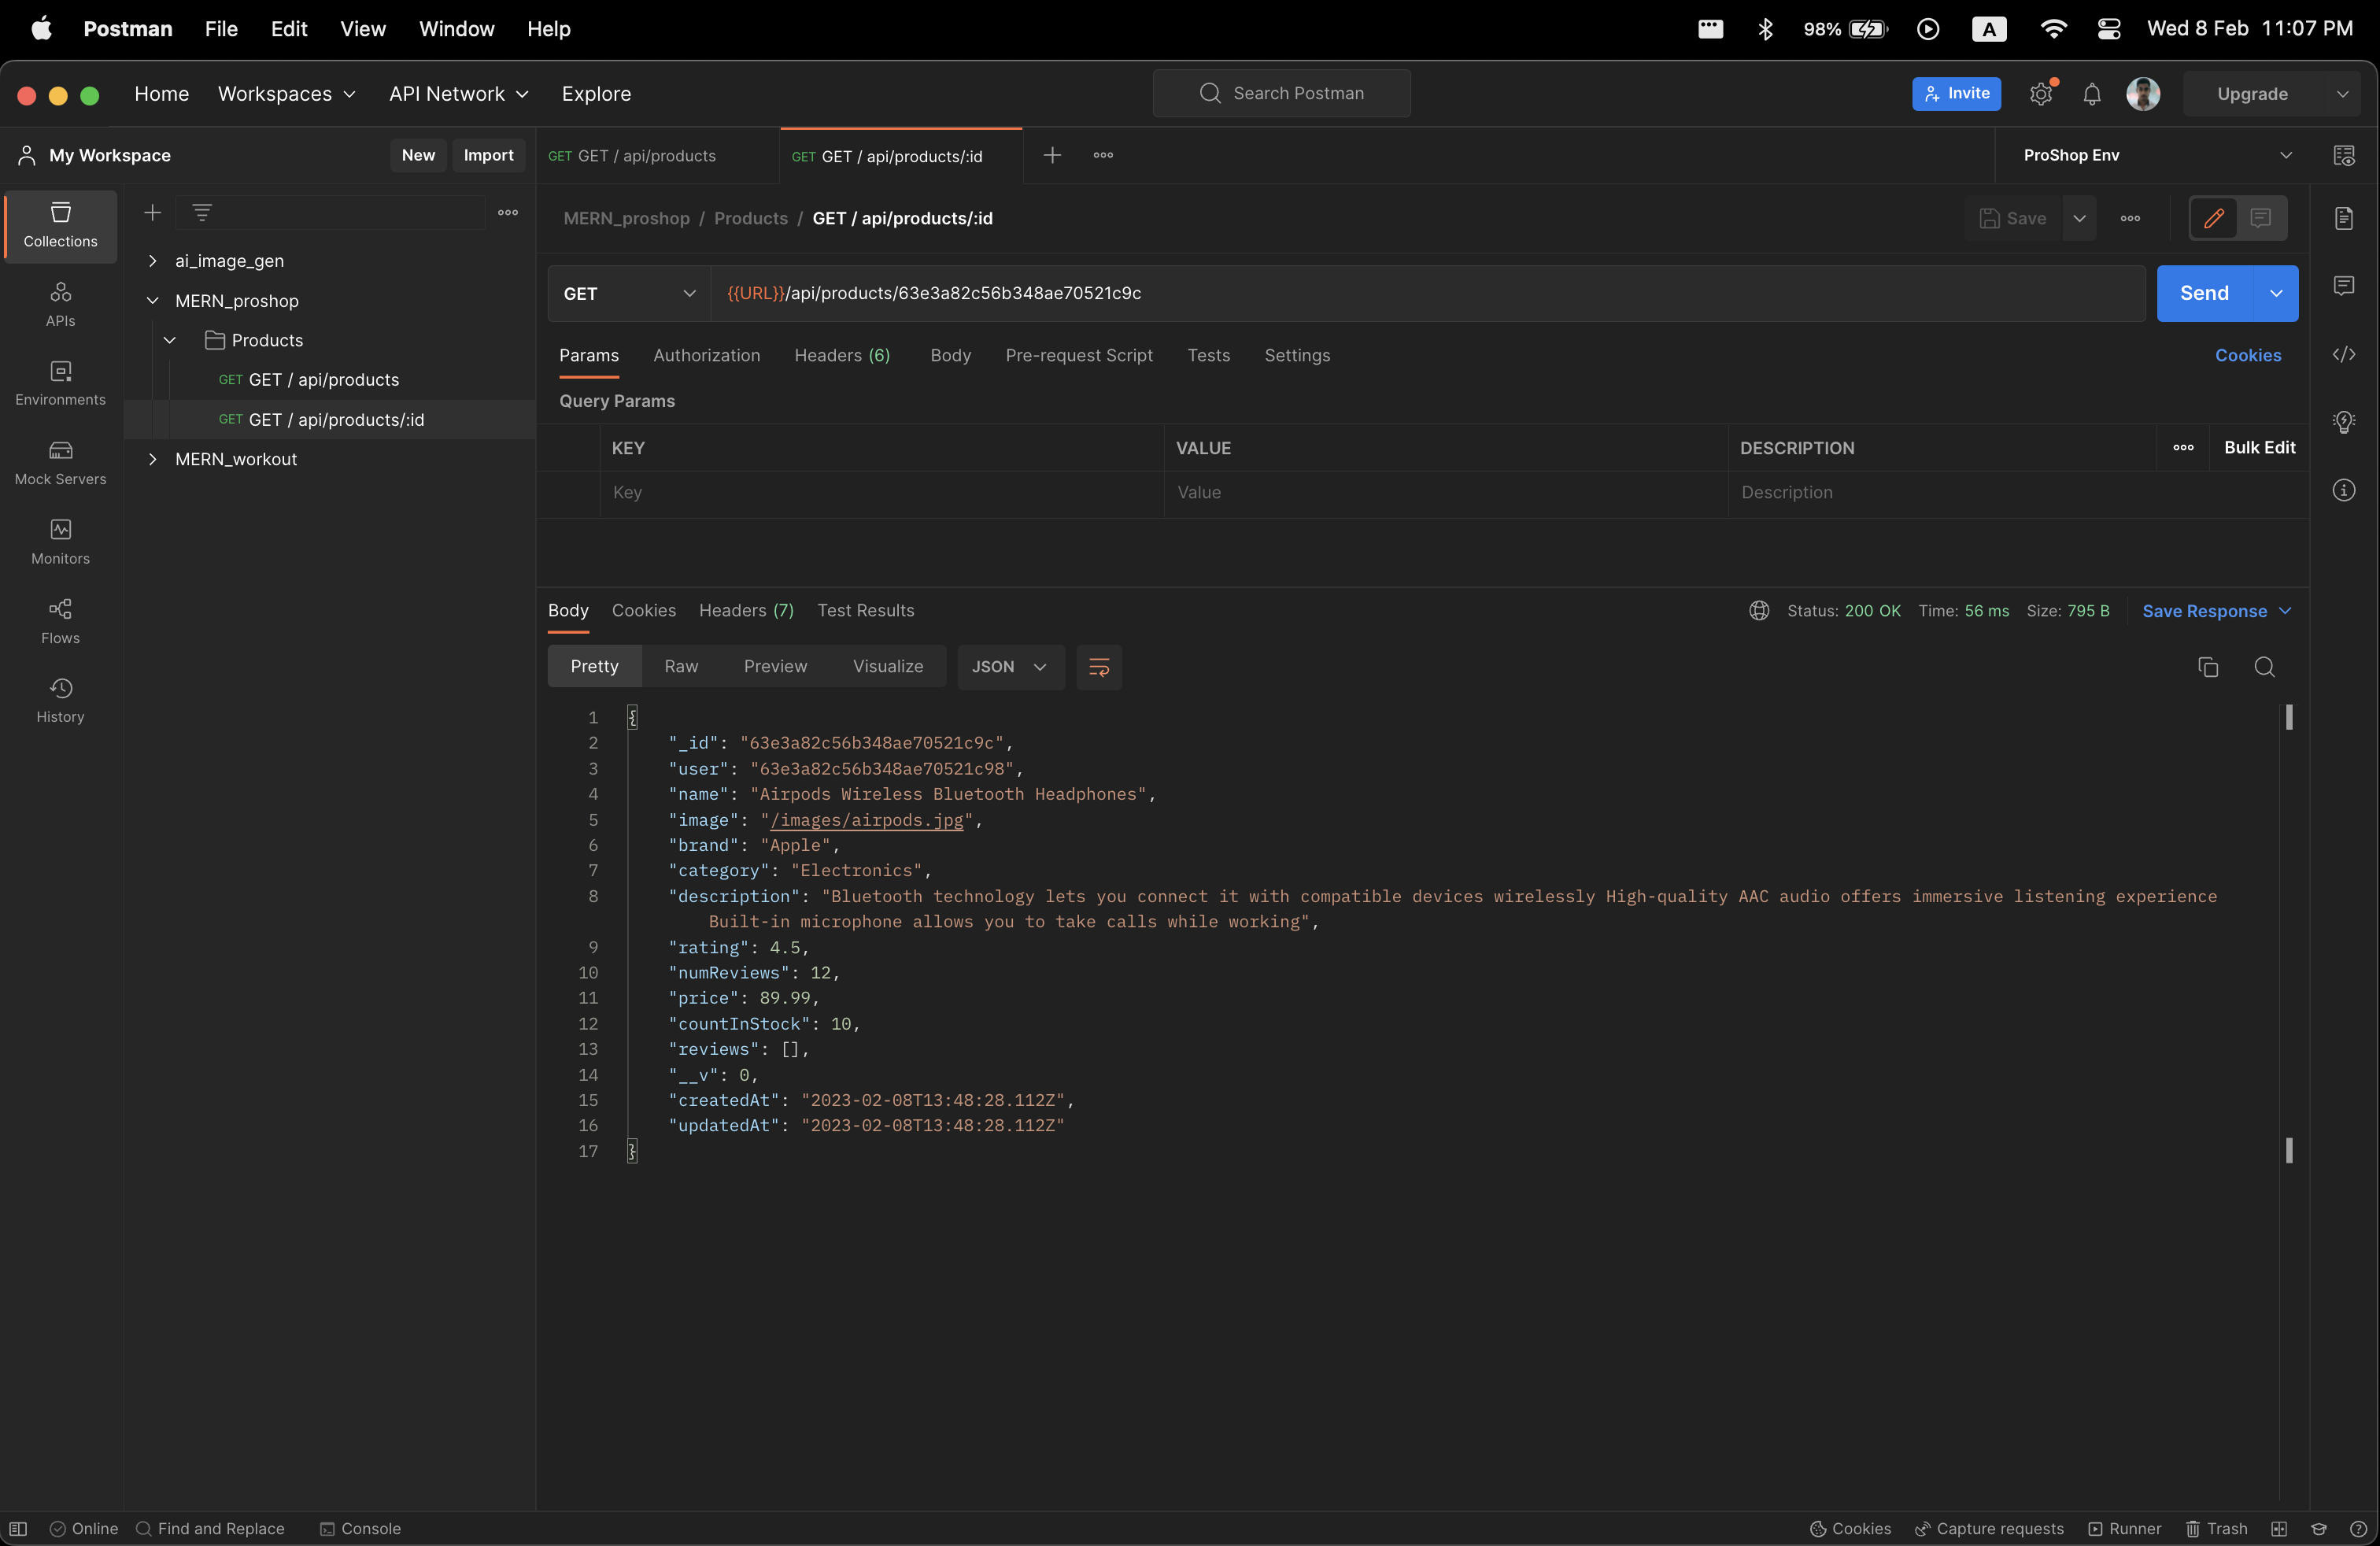 Postman File Edit View Window Help 98% A Wed 8 Feb 11:07 PM
Home Workspaces API Network Explore Search Postman Invite Upgrade
My Workspace New Import GET GET / api/products GET GET / api/products/:id ProShop Env
Collections
APIs
Environments
Mock Servers
Monitors
Flows
History
ai_image_gen
MERN_proshop
Products
GET GET / api/products
GET GET / api/products/:id
MERN_workout
MERN_proshop / Products / GET / api/products/:id Save
GET {{URL}}/api/products/63e3a82c56b348ae70521c9c Send
Params Authorization Headers (6) Body Pre-request Script Tests Settings Cookies
Query Params
KEY VALUE DESCRIPTION Bulk Edit
Key Value Description
Body Cookies Headers (7) Test Results Status: 200 OK Time: 56 ms Size: 795 B Save Response
Pretty Raw Preview Visualize JSON
1 {
2 "_id": "63e3a82c56b348ae70521c9c",
3 "user": "63e3a82c56b348ae70521c98",
4 "name": "Airpods Wireless Bluetooth Headphones",
5 "image": "/images/airpods.jpg",
6 "brand": "Apple",
7 "category": "Electronics",
8 "description": "Bluetooth technology lets you connect it with compatible devices wirelessly High-quality AAC audio offers immersive listening experience
Built-in microphone allows you to take calls while working",
9 "rating": 4.5,
10 "numReviews": 12,
11 "price": 89.99,
12 "countInStock": 10,
13 "reviews": [],
14 "__v": 0,
15 "createdAt": "2023-02-08T13:48:28.112Z",
16 "updatedAt": "2023-02-08T13:48:28.112Z"
17 }
Online Find and Replace Console Cookies Capture requests Runner Trash